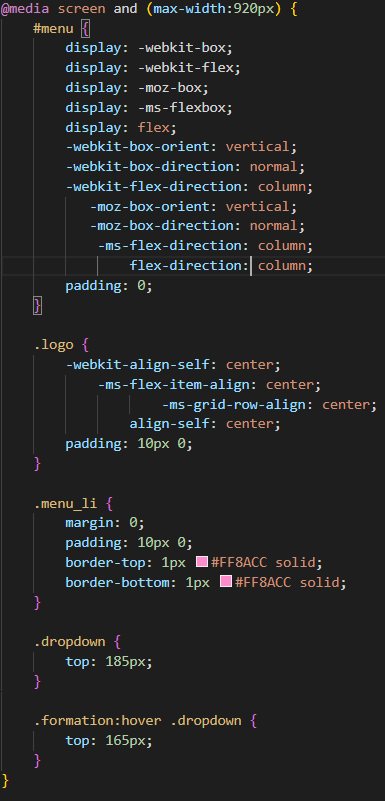 @media screen and (max-width:920px) {
    #menu {
        display: -webkit-box;
        display: -webkit-flex;
        display: -moz-box;
        display: -ms-flexbox;
        display: flex;
        -webkit-box-orient: vertical;
        -webkit-box-direction: normal;
        -webkit-flex-direction: column;
           -moz-box-orient: vertical;
           -moz-box-direction: normal;
            -ms-flex-direction: column;
                flex-direction: column;
        padding: 0;
    }

    .logo {
        -webkit-align-self: center;
            -ms-flex-item-align: center;
                    -ms-grid-row-align: center;
                align-self: center;
        padding: 10px 0;
    }

    .menu_li {
        margin: 0;
        padding: 10px 0;
        border-top: 1px #FF8ACC solid;
        border-bottom: 1px #FF8ACC solid;
    }

    .dropdown {
        top: 185px;
    }

    .formation:hover .dropdown {
        top: 165px;
    }
}